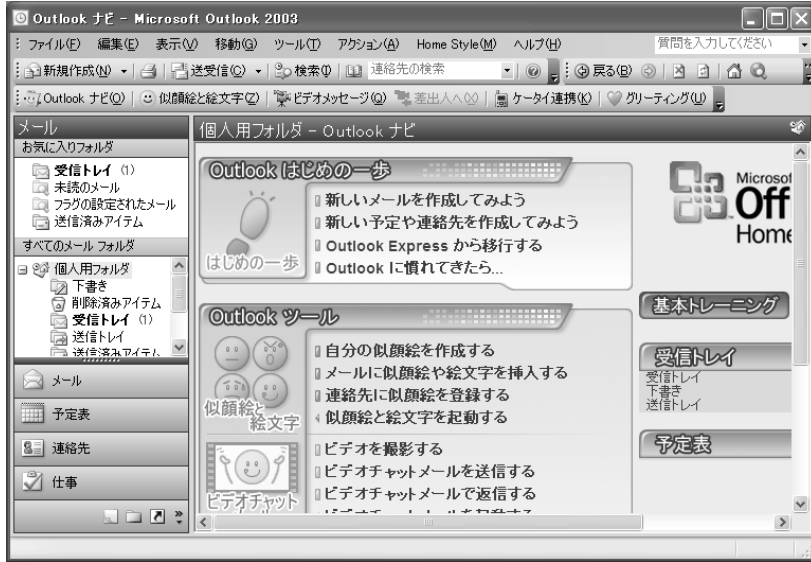 Outlook ナビ - Microsoft Outlook 2003
ファイル(F) 編集(E) 表示(V) 移動(G) ツール(T) アクション(A) Home Style(M) ヘルプ(H) 質問を入力してください
新規作成(N) 送受信(C) 検索(I) 連絡先の検索 戻る(B)
Outlook ナビ(O) 似顔絵と絵文字(Z) ビデオメッセージ(Q) 差出人へ(X) ケータイ連携(K) グリーティング(U)
メール
お気に入りフォルダ
受信トレイ (1)
未読のメール
フラグの設定されたメール
送信済みアイテム
すべてのメール フォルダ
個人用フォルダ
下書き
削除済みアイテム
受信トレイ (1)
送信トレイ
送信済みアイテム
メール
予定表
連絡先
仕事
個人用フォルダ - Outlook ナビ
Outlook はじめの一歩
はじめの一歩
新しいメールを作成してみよう
新しい予定や連絡先を作成してみよう
Outlook Express から移行する
Outlook に慣れてきたら...
Outlook ツール
似顔絵と
絵文字
自分の似顔絵を作成する
メールに似顔絵や絵文字を挿入する
連絡先に似顔絵を登録する
似顔絵と絵文字を起動する
ビデオチャット
ビデオを撮影する
ビデオチャットメールを送信する
ビデオチャットメールで返信する
Microsof
Off
Home
基本トレーニング
受信トレイ
受信トレイ
下書き
送信トレイ
予定表